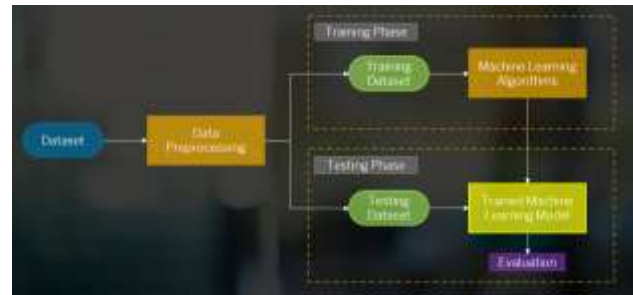 Training Phase
Training
Dataset
Machine Learning
Algorithms
Dataset
Data
Preprocessing
Testing Phase
Testing
Dataset
Trained Machine
Learning Model
Evaluation